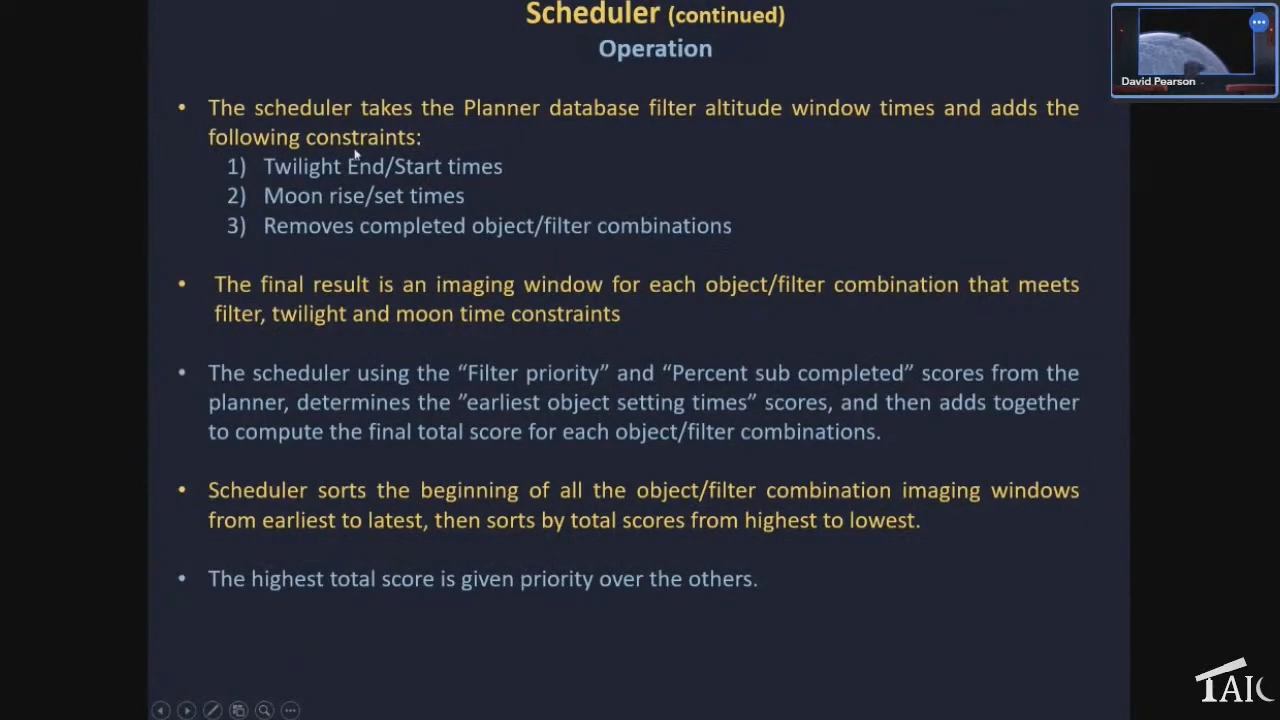 Scheduler (continued)
Operation
David Pearson
• The scheduler takes the Planner database filter altitude window times and adds the
following constraints:
1) Twilight End/Start times
2) Moon rise/set times
3) Removes completed object/filter combinations
• The final result is an imaging window for each object/filter combination that meets
filter, twilight and moon time constraints
• The scheduler using the “Filter priority” and “Percent sub completed” scores from the
planner, determines the ”earliest object setting times” scores, and then adds together
to compute the final total score for each object/filter combinations.
• Scheduler sorts the beginning of all the object/filter combination imaging windows
from earliest to latest, then sorts by total scores from highest to lowest.
• The highest total score is given priority over the others.
TAIC